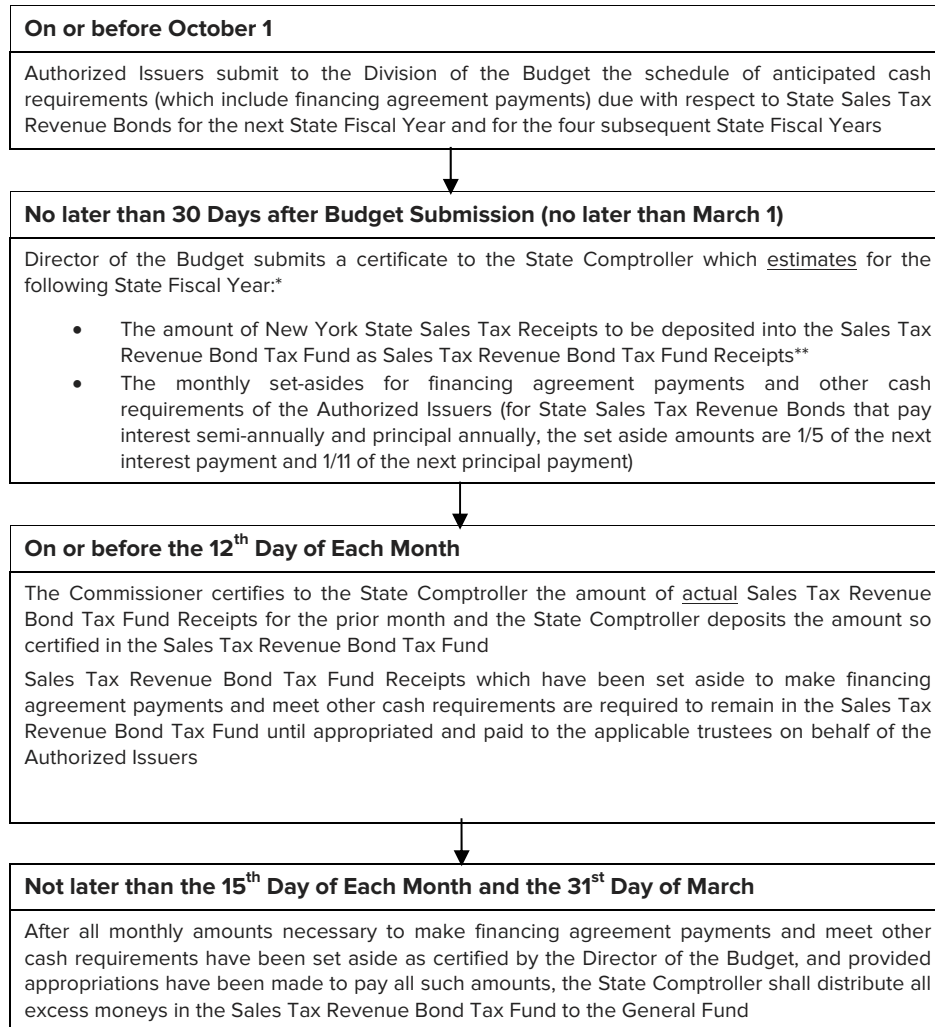 On or before October 1
Authorized Issuers submit to the Division of the Budget the schedule of anticipated cash
requirements (which include financing agreement payments) due with respect to State Sales Tax
Revenue Bonds for the next State Fiscal Year and for the four subsequent State Fiscal Years
No later than 30 Days after Budget Submission (no later than March 1)
Director of the Budget submits a certificate to the State Comptroller which estimates for the
following State Fiscal Year:*
• The amount of New York State Sales Tax Receipts to be deposited into the Sales Tax
Revenue Bond Tax Fund as Sales Tax Revenue Bond Tax Fund Receipts**
• The monthly set-asides for financing agreement payments and other cash
requirements of the Authorized Issuers (for State Sales Tax Revenue Bonds that pay
interest semi-annually and principal annually, the set aside amounts are 1/5 of the next
interest payment and 1/11 of the next principal payment)
On or before the 12th Day of Each Month
The Commissioner certifies to the State Comptroller the amount of actual Sales Tax Revenue
Bond Tax Fund Receipts for the prior month and the State Comptroller deposits the amount so
certified in the Sales Tax Revenue Bond Tax Fund
Sales Tax Revenue Bond Tax Fund Receipts which have been set aside to make financing
agreement payments and meet other cash requirements are required to remain in the Sales Tax
Revenue Bond Tax Fund until appropriated and paid to the applicable trustees on behalf of the
Authorized Issuers
Not later than the 15th Day of Each Month and the 31st Day of March
After all monthly amounts necessary to make financing agreement payments and meet other
cash requirements have been set aside as certified by the Director of the Budget, and provided
appropriations have been made to pay all such amounts, the State Comptroller shall distribute all
excess moneys in the Sales Tax Revenue Bond Tax Fund to the General Fund